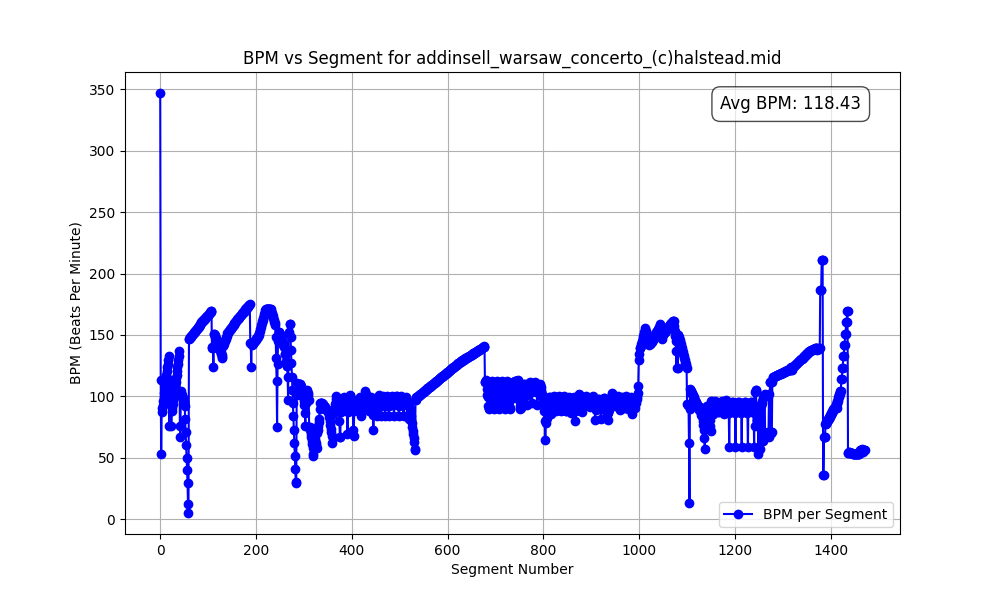 BPM vs Segment for addinsell_warsaw_concerto_(c)halstead.mid
Avg BPM: 118.43
350
300
250
200
150
100
50
0
BPM (Beats Per Minute)
BPM per Segment
0 200 400 600 800 1000 1200 1400
Segment Number